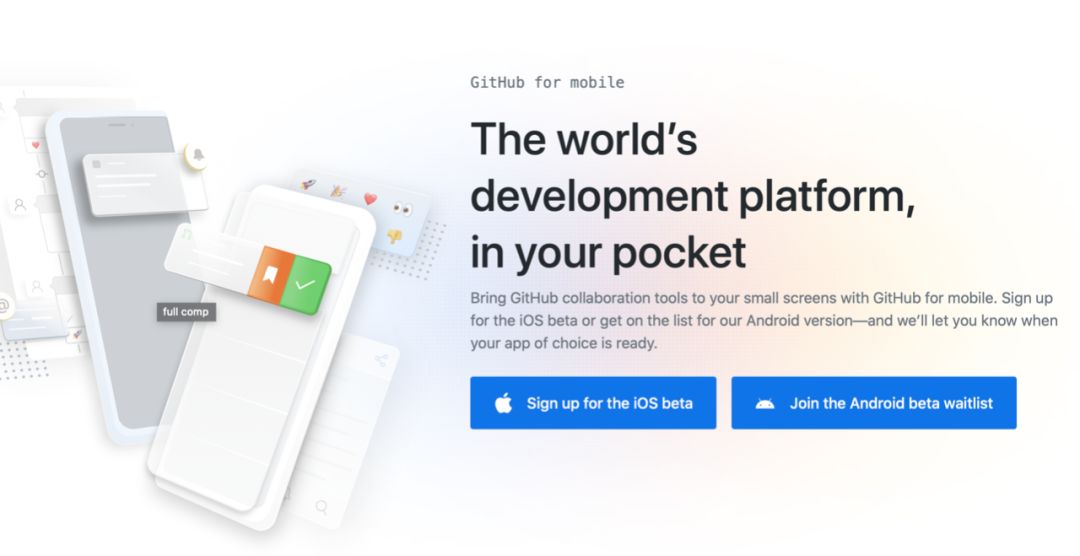 GitHub for mobile
The world’s
development platform,
in your pocket
Bring GitHub collaboration tools to your small screens with GitHub for mobile. Sign up
for the iOS beta or get on the list for our Android version—and we’ll let you know when
your app of choice is ready.
full comp
Sign up for the iOS beta
Join the Android beta waitlist
@